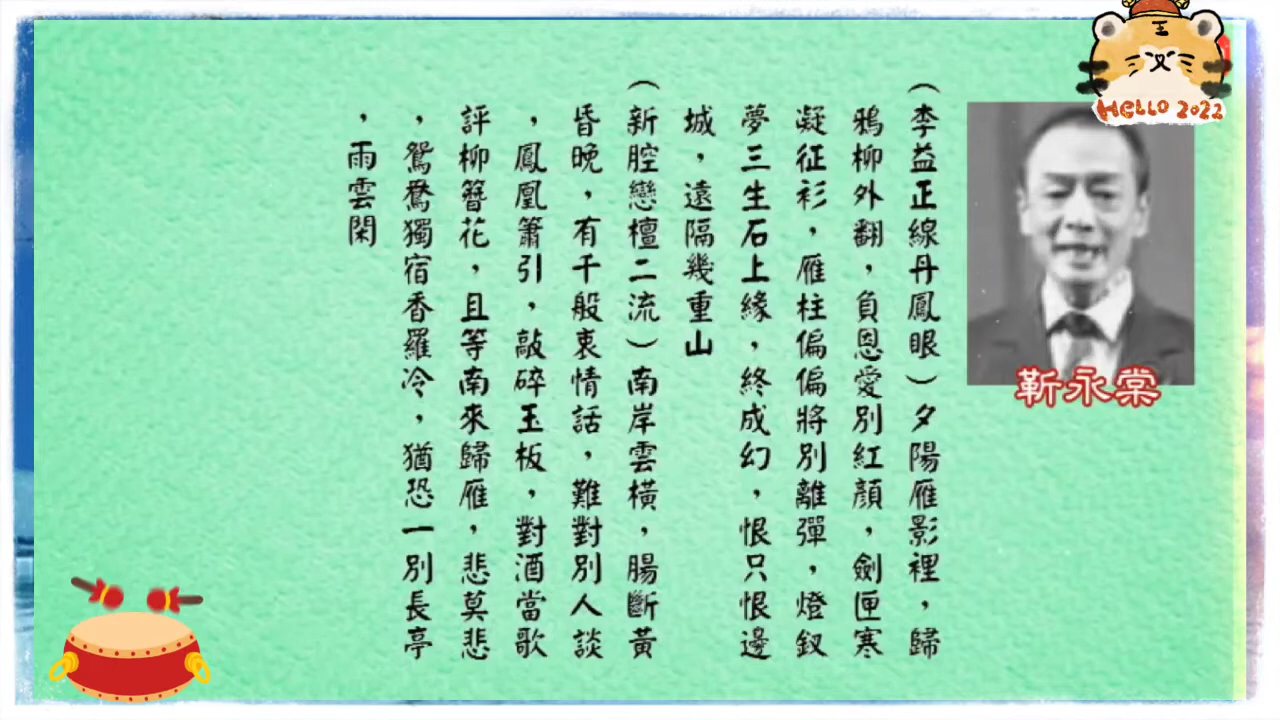 (李益正線丹鳳眼)夕陽雁影裡,歸
鴉柳外翻,負恩愛別紅顏,劍匣寒
凝征衫,雁柱偏偏將別離彈,燈釵
夢三生石上緣,終成幻,恨只恨邊
城,遠隔幾重山
(新腔戀檀二流)南岸雲橫,腸斷黃
昏晚,有千般衷情話,難對別人談
,鳳凰簫引,敲碎玉板,對酒當歌
評柳簪花,且等南來歸雁,悲莫悲
,鴛鴦獨宿香羅冷,猶恐一別長亭
,雨雲閑
靳永棠
王
HELLO 2022